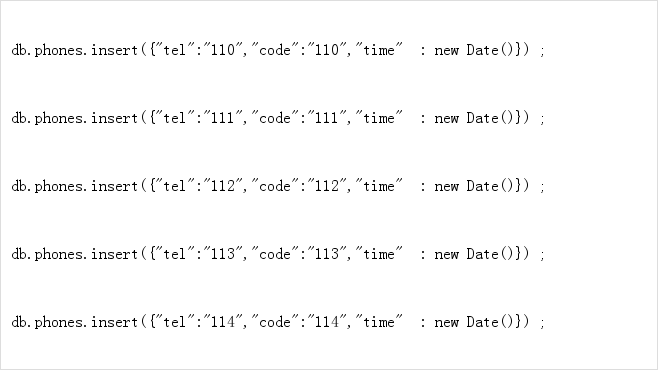 db.phones.insert({"tel":"110","code":"110","time"  : new Date()}) ;
db.phones.insert({"tel":"111","code":"111","time"  : new Date()}) ;
db.phones.insert({"tel":"112","code":"112","time"  : new Date()}) ;
db.phones.insert({"tel":"113","code":"113","time"  : new Date()}) ;
db.phones.insert({"tel":"114","code":"114","time"  : new Date()}) ;